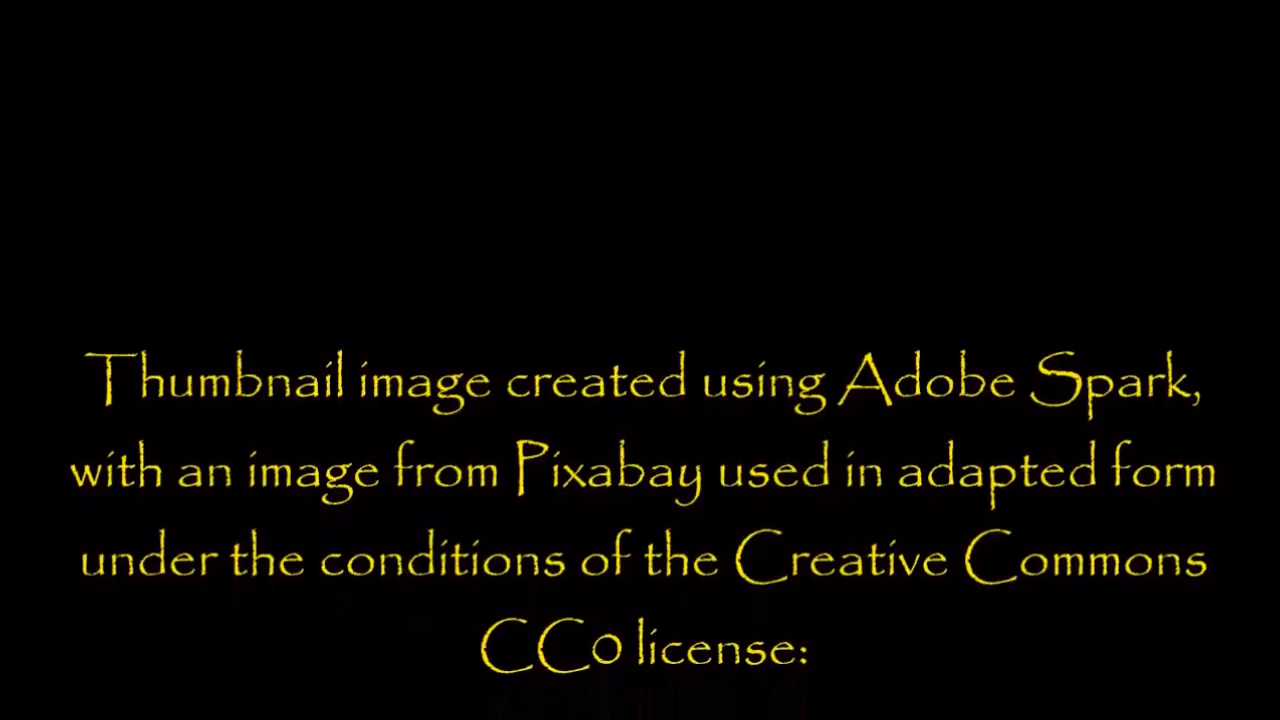 Thumbnail image created using Adobe Spark,
with an image from Pixabay used in adapted form
under the conditions of the Creative Commons
CC0 license: